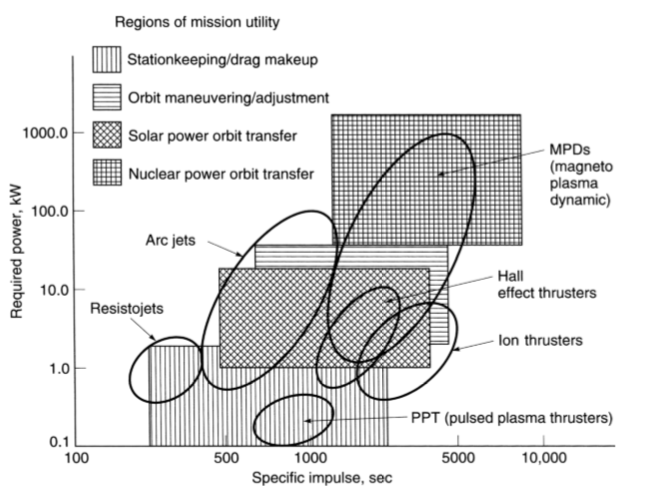 Regions of mission utility
Stationkeeping/drag makeup
Orbit maneuvering/adjustment
Solar power orbit transfer
Nuclear power orbit transfer
Required power, kW
1000.0
100.0
10.0
1.0
0.1
MPDs
(magneto
plasma
dynamic)
Arc jets
Hall
effect thrusters
Resistojets
Ion thrusters
PPT (pulsed plasma thrusters)
100
500
1000
5000
10,000
Specific impulse, sec